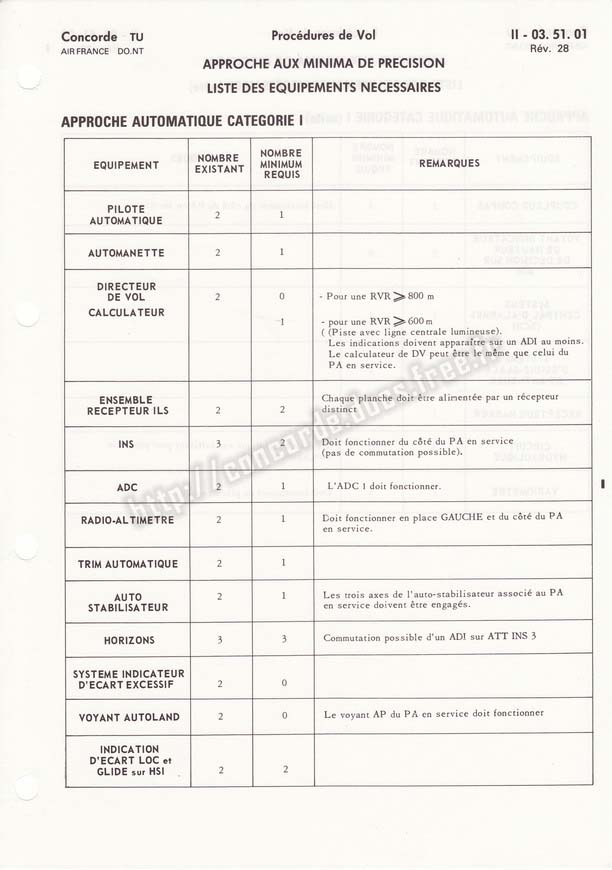 Concorde TU
AIR FRANCE DO.NT
Procédures de Vol
II - 03. 51. 01
Rév. 28
APPROCHE AUX MINIMA DE PRECISION
LISTE DES EQUIPEMENTS NECESSAIRES
APPROCHE AUTOMATIQUE CATEGORIE I
EQUIPEMENT NOMBRE EXISTANT NOMBRE MINIMUM REQUIS REMARQUES
PILOTE AUTOMATIQUE 2 1
AUTOMANETTE 2 1
DIRECTEUR DE VOL 2 0 - Pour une RVR ⩾ 800 m
CALCULATEUR
1 - pour une RVR ⩾ 600 m
( (Piste avec ligne centrale lumineuse).
Les indications doivent apparaître sur un ADI au moins.
Le calculateur de DV peut être le même que celui du
PA en service.
ENSEMBLE RECEPTEUR ILS 2 2 Chaque planche doit être alimentée par un récepteur
distinct
INS 3 2 Doit fonctionner du côté du PA en service
(pas de commutation possible).
ADC 2 1 L'ADC 1 doit fonctionner.
RADIO-ALTIMETRE 2 1 Doit fonctionner en place GAUCHE et du côté du PA
en service.
TRIM AUTOMATIQUE 2 1
AUTO STABILISATEUR 2 1 Les trois axes de l'auto-stabilisateur associé au PA
en service doivent être engagés.
HORIZONS 3 3 Commutation possible d'un ADI sur ATT INS 3
SYSTEME INDICATEUR D'ECART EXCESSIF 2 0
VOYANT AUTOLAND 2 0 Le voyant AP du PA en service doit fonctionner
INDICATION D'ECART LOC et GLIDE sur HSI 2 2
http://concorde.ubas.free.fr